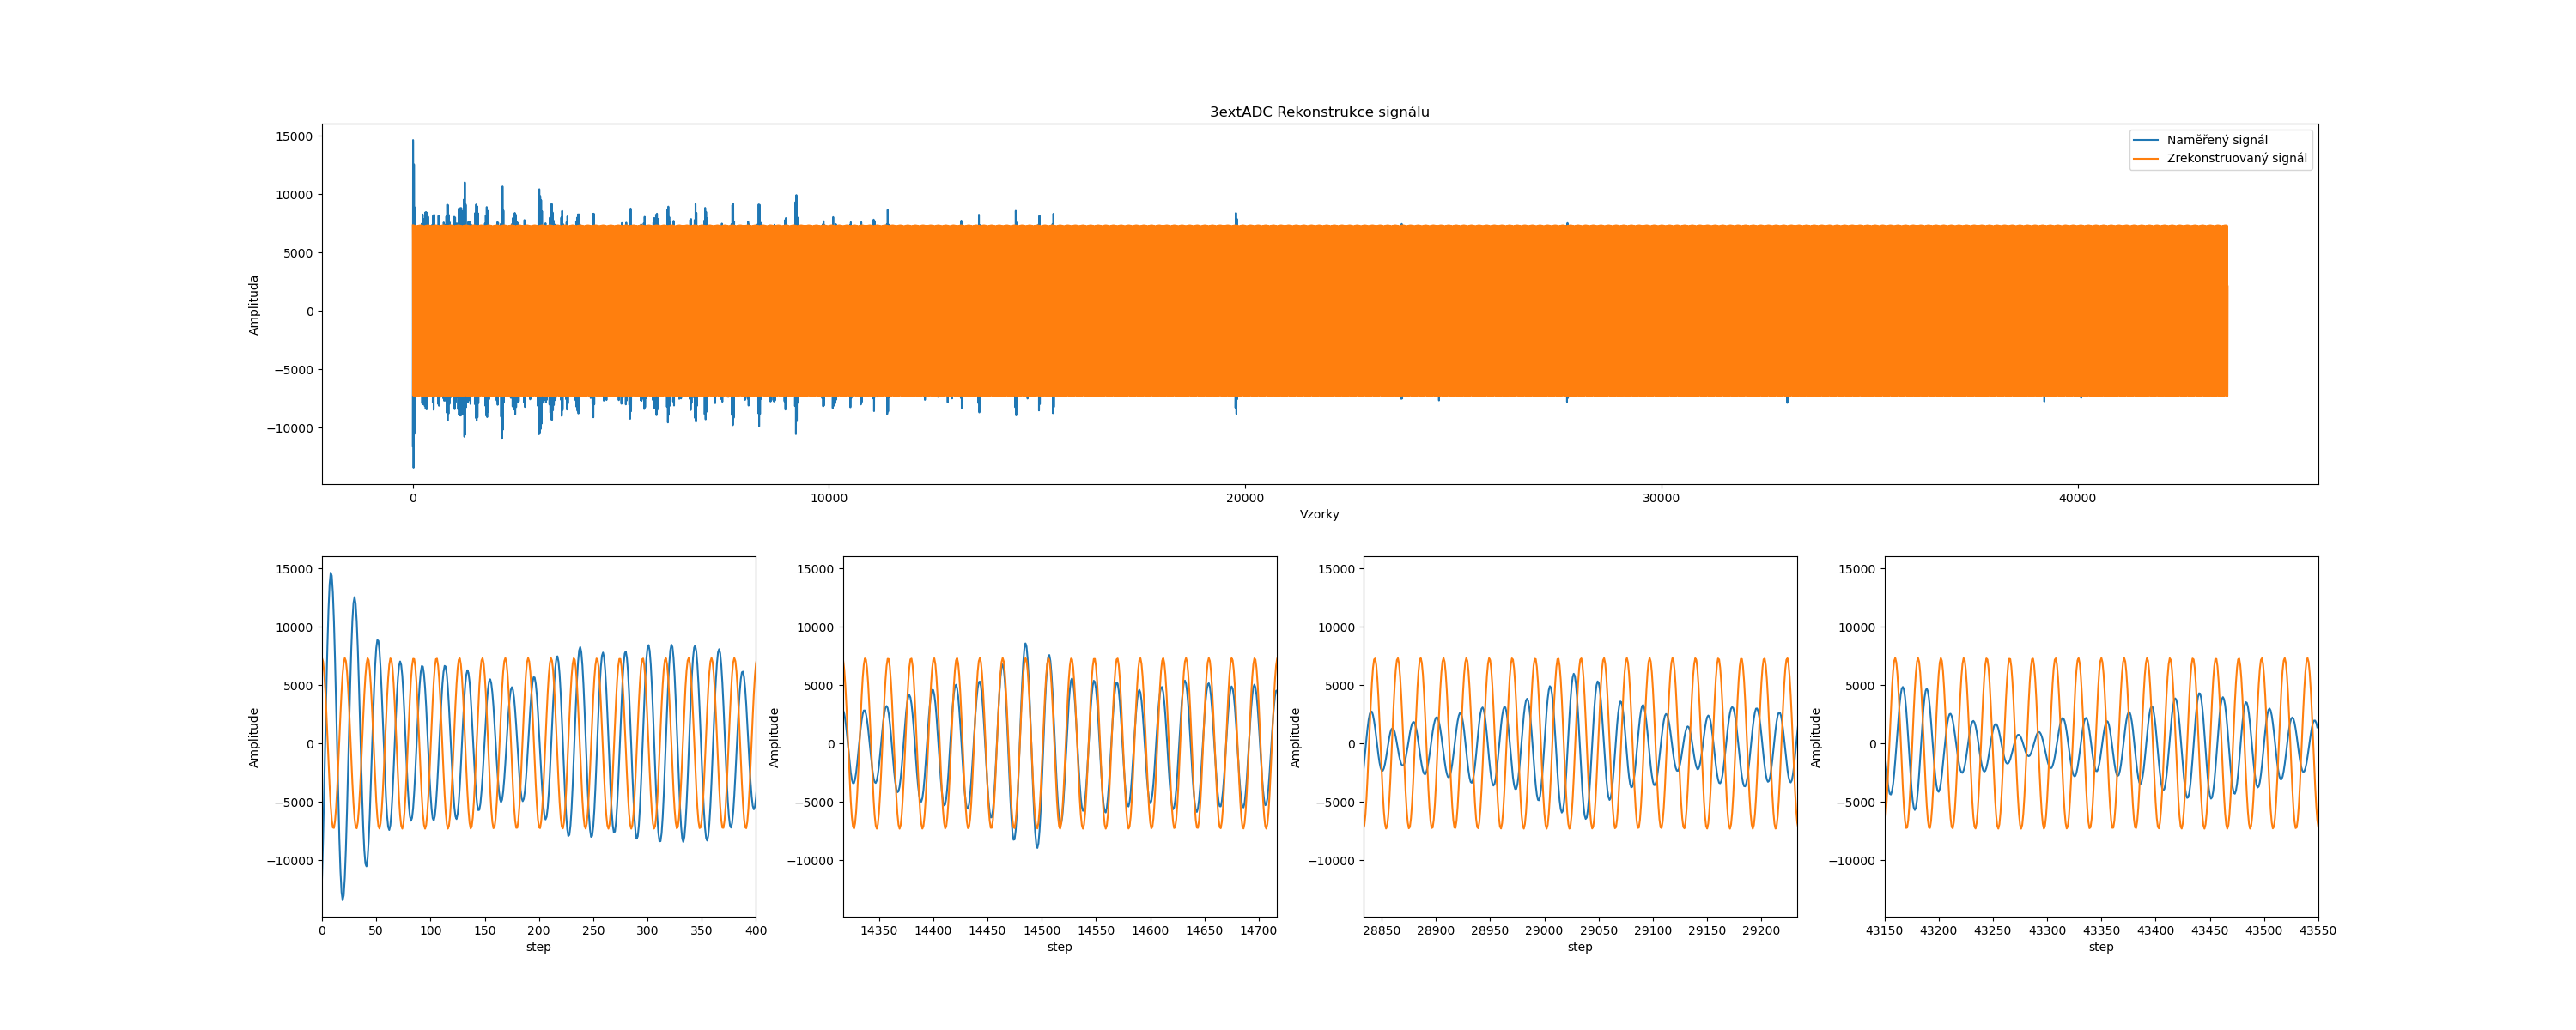 3extADC Rekonstrukce signálu
Naměřený signál
Zrekonstruovaný signál
Amplituda
15000
10000
5000
0
−5000
−10000
0 10000 20000 30000 40000
Vzorky
Amplitude
15000
10000
5000
0
−5000
−10000
0 50 100 150 200 250 300 350 400
step
Amplitude
15000
10000
5000
0
−5000
−10000
14350 14400 14450 14500 14550 14600 14650 14700
step
Amplitude
15000
10000
5000
0
−5000
−10000
28850 28900 28950 29000 29050 29100 29150 29200
step
Amplitude
15000
10000
5000
0
−5000
−10000
43150 43200 43250 43300 43350 43400 43450 43500 43550
step